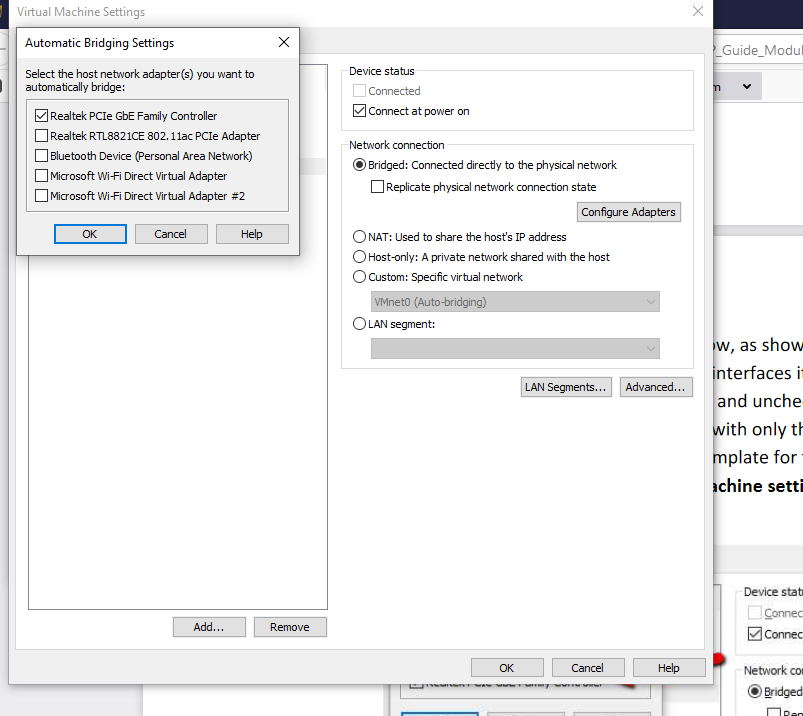 Virtual Machine Settings
Automatic Bridging Settings
Select the host network adapter(s) you want to
automatically bridge:
Realtek PCIe GbE Family Controller
Realtek RTL8821CE 802.11ac PCIe Adapter
Bluetooth Device (Personal Area Network)
Microsoft Wi-Fi Direct Virtual Adapter
Microsoft Wi-Fi Direct Virtual Adapter #2
OK
Cancel
Help
Device status
Connected
Connect at power on
Network connection
Bridged: Connected directly to the physical network
Replicate physical network connection state
Configure Adapters
NAT: Used to share the host's IP address
Host-only: A private network shared with the host
Custom: Specific virtual network
VMnet0 (Auto-bridging)
LAN segment:
LAN Segments...
Advanced...
Add...
Remove
OK
Cancel
Help
_Guide_Modul
m
ow, as show
interfaces i
and unche
with only th
mplate for
achine setti
Device statu
Connec
Connec
Network co
Bridged
Realtek PCIe GbE Family Controller